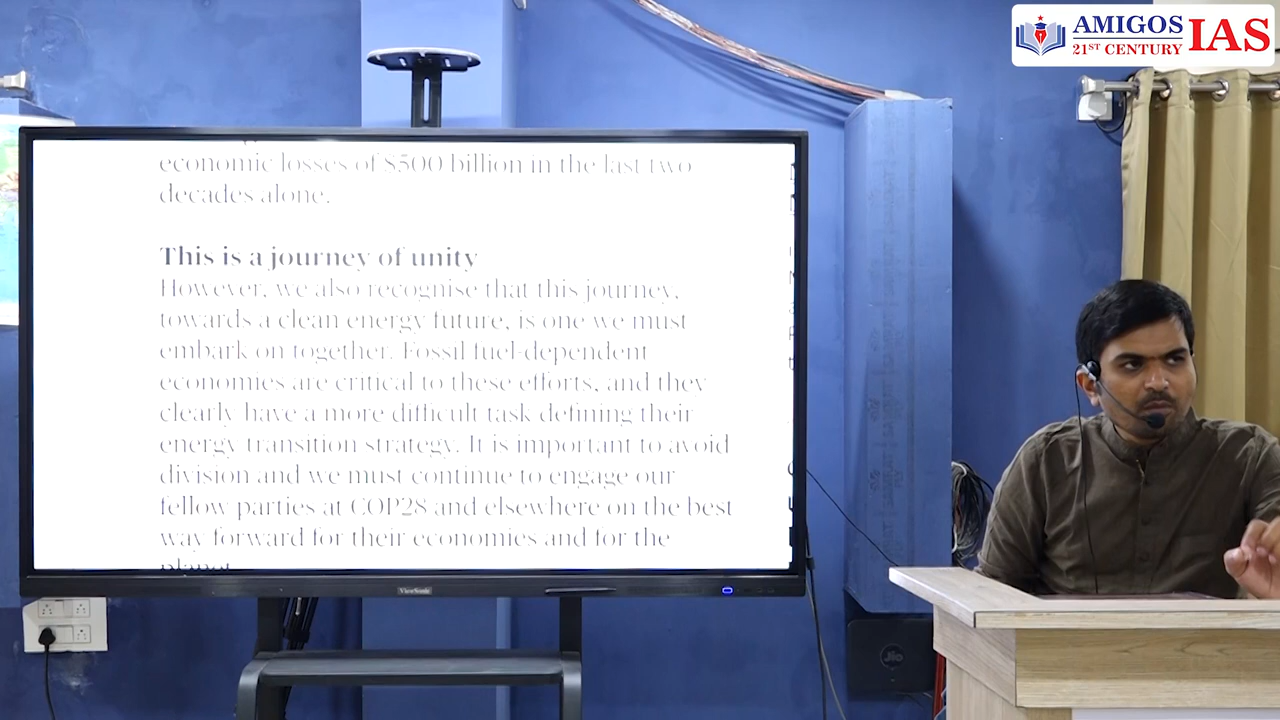 AMIGOS
21ST CENTURY
IAS
economic losses of $500 billion in the last two
decades alone.
This is a journey of unity
However, we also recognise that this journey,
towards a clean energy future, is one we must
embark on together. Fossil fuel-dependent
economies are critical to these efforts, and they
clearly have a more difficult task defining their
energy transition strategy. It is important to avoid
division and we must continue to engage our
fellow parties at COP28 and elsewhere on the best
way forward for their economies and for the
ViewSonic
Jio